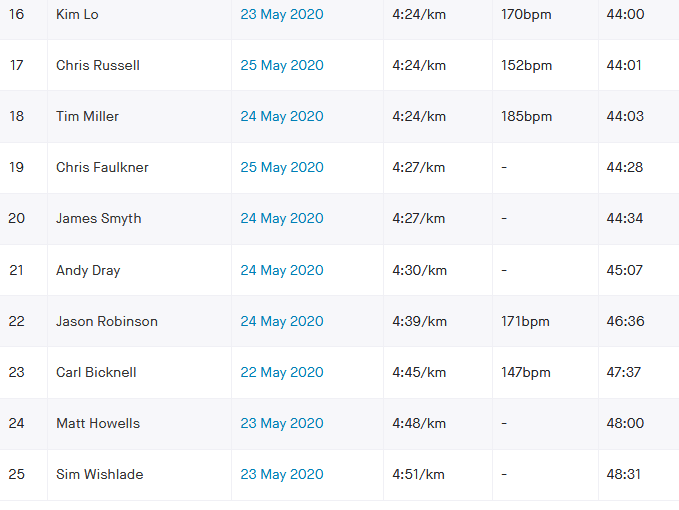 16 Kim Lo 23 May 2020 4:24/km 170bpm 44:00
17 Chris Russell 25 May 2020 4:24/km 152bpm 44:01
18 Tim Miller 24 May 2020 4:24/km 185bpm 44:03
19 Chris Faulkner 25 May 2020 4:27/km - 44:28
20 James Smyth 24 May 2020 4:27/km - 44:34
21 Andy Dray 24 May 2020 4:30/km - 45:07
22 Jason Robinson 24 May 2020 4:39/km 171bpm 46:36
23 Carl Bicknell 22 May 2020 4:45/km 147bpm 47:37
24 Matt Howells 23 May 2020 4:48/km - 48:00
25 Sim Wishlade 23 May 2020 4:51/km - 48:31